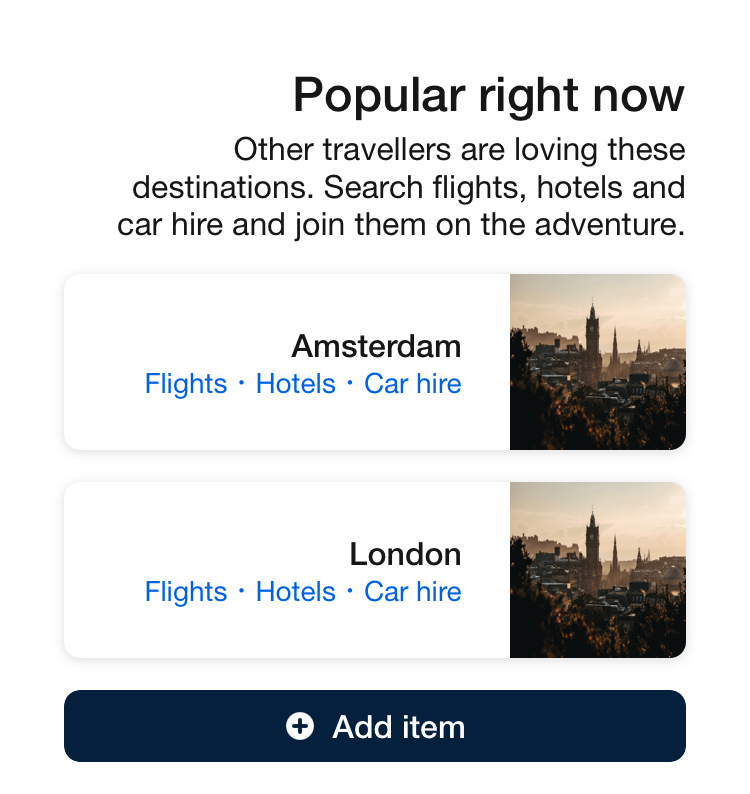 Popular right now
Other travellers are loving these
destinations. Search flights, hotels and
car hire and join them on the adventure.
Amsterdam
Flights · Hotels · Car hire
London
Flights · Hotels · Car hire
Add item